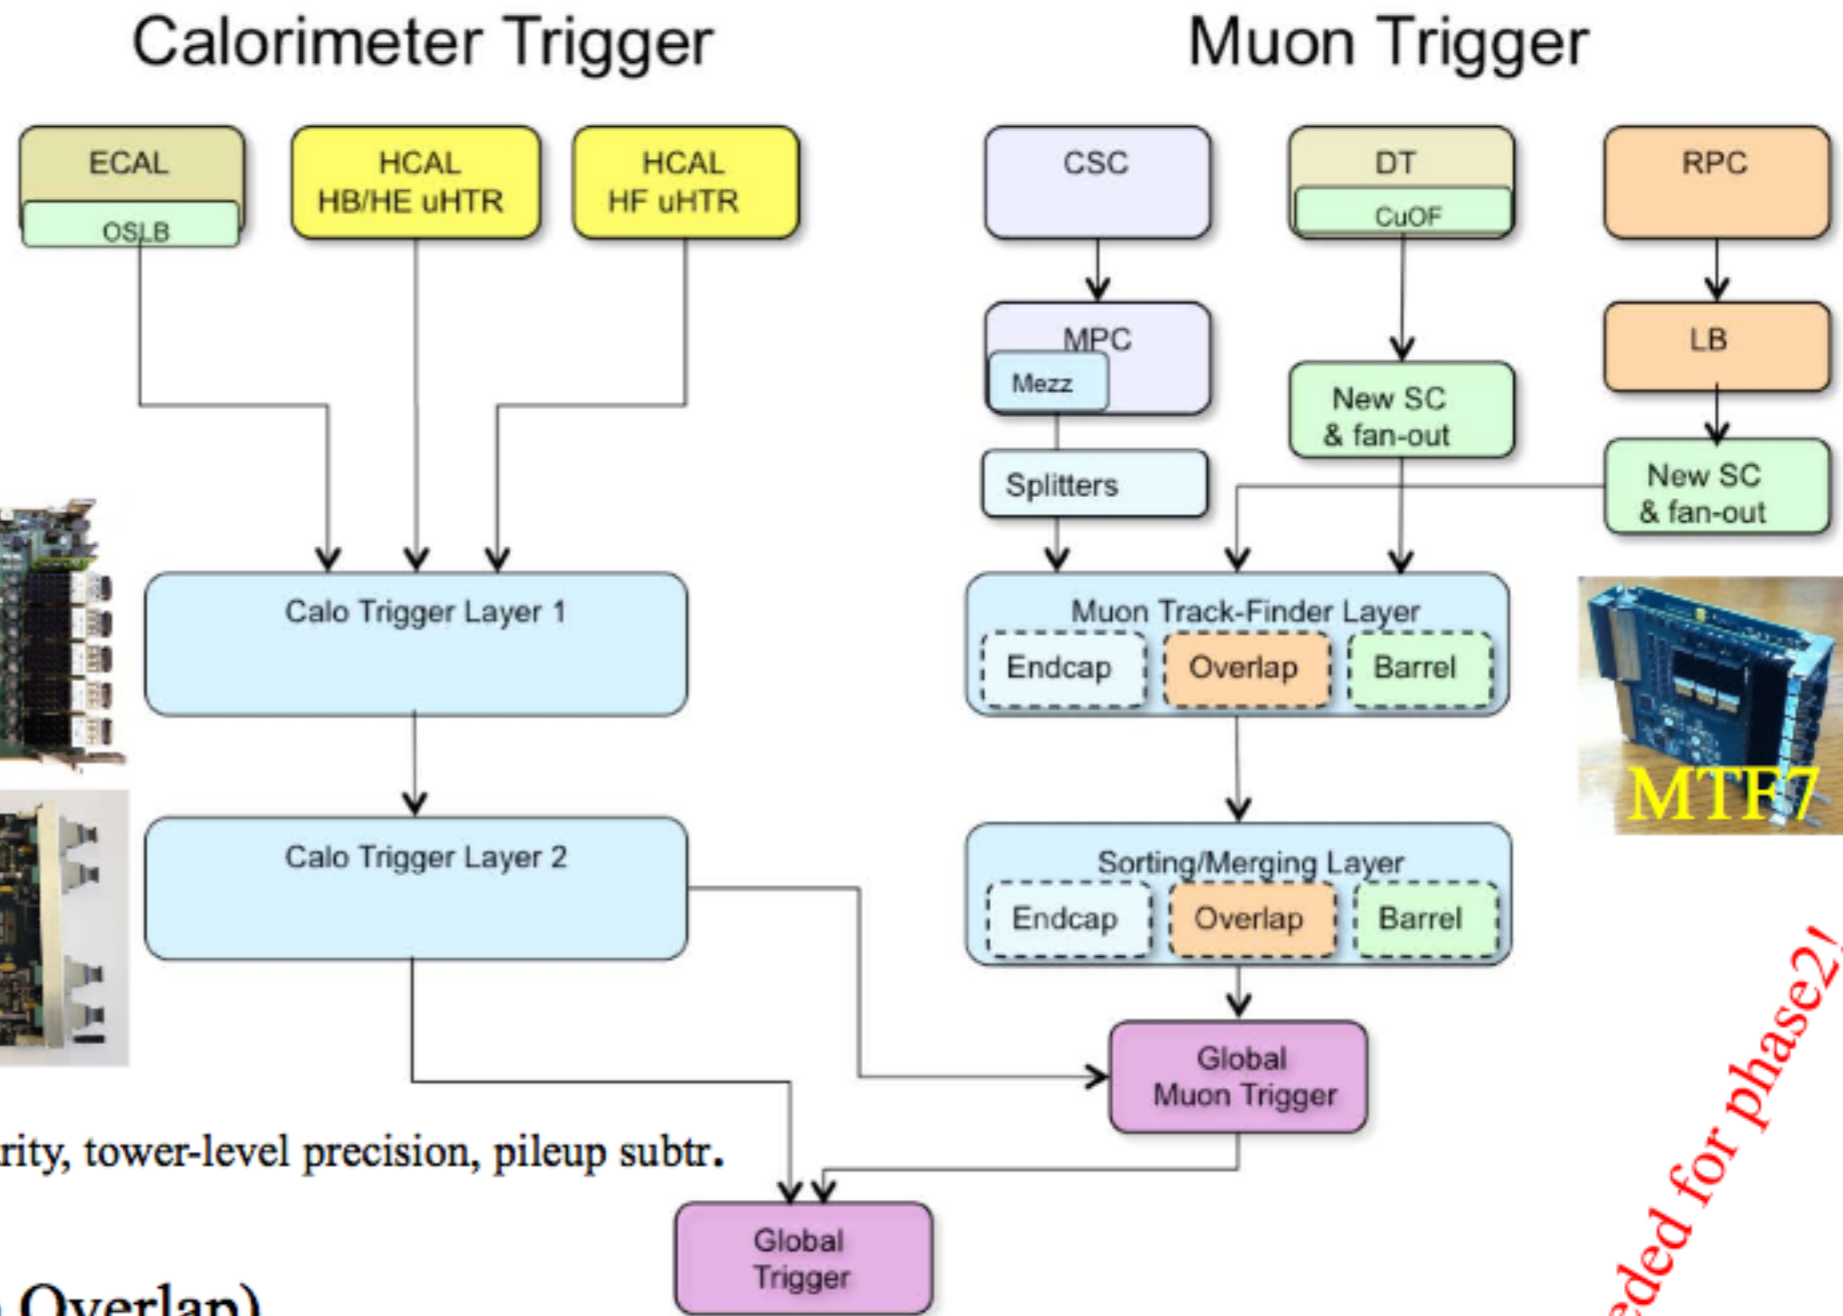 Calorimeter Trigger
Muon Trigger
ECAL
OSLB
HCAL
HB/HE uHTR
HCAL
HF uHTR
CSC
DT
CuOF
RPC
MPC
Mezz
LB
New SC
& fan-out
Splitters
New SC
& fan-out
Calo Trigger Layer 1
Muon Track-Finder Layer
Endcap
Overlap
Barrel
MTF7
Calo Trigger Layer 2
Sorting/Merging Layer
Endcap
Overlap
Barrel
Global
Muon Trigger
rity, tower-level precision, pileup subtr.
Global
Trigger
Overlap)
eded for phase2!